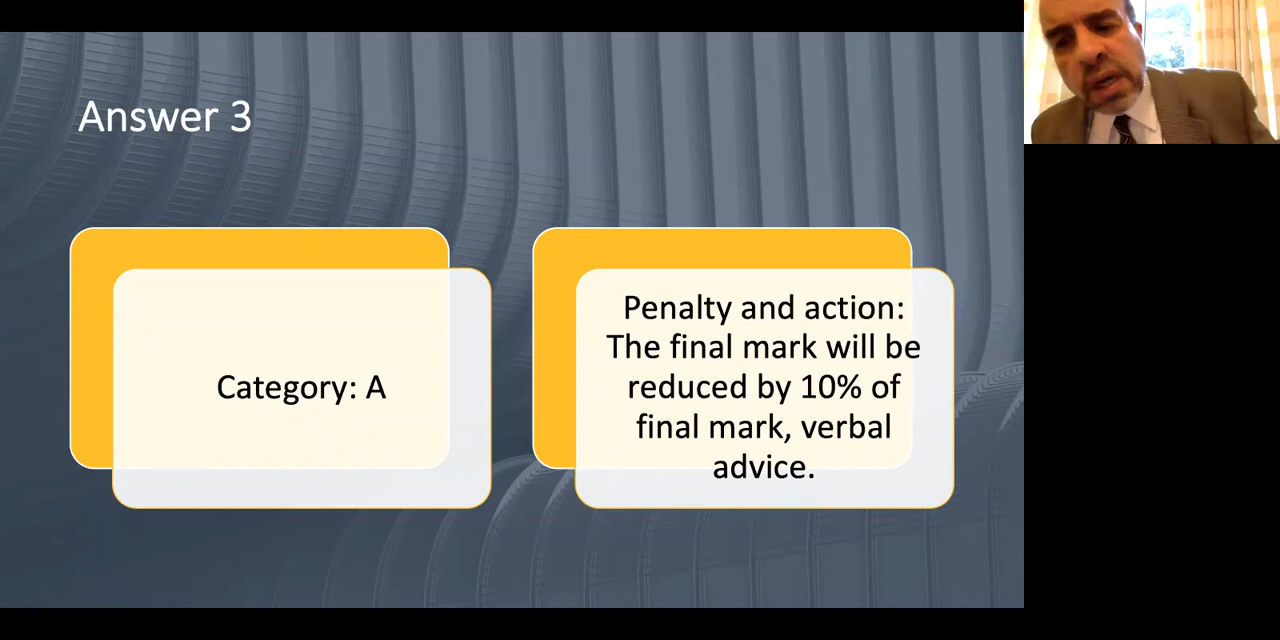 Answer 3
Category: A
Penalty and action:
The final mark will be
reduced by 10% of
final mark, verbal
advice.